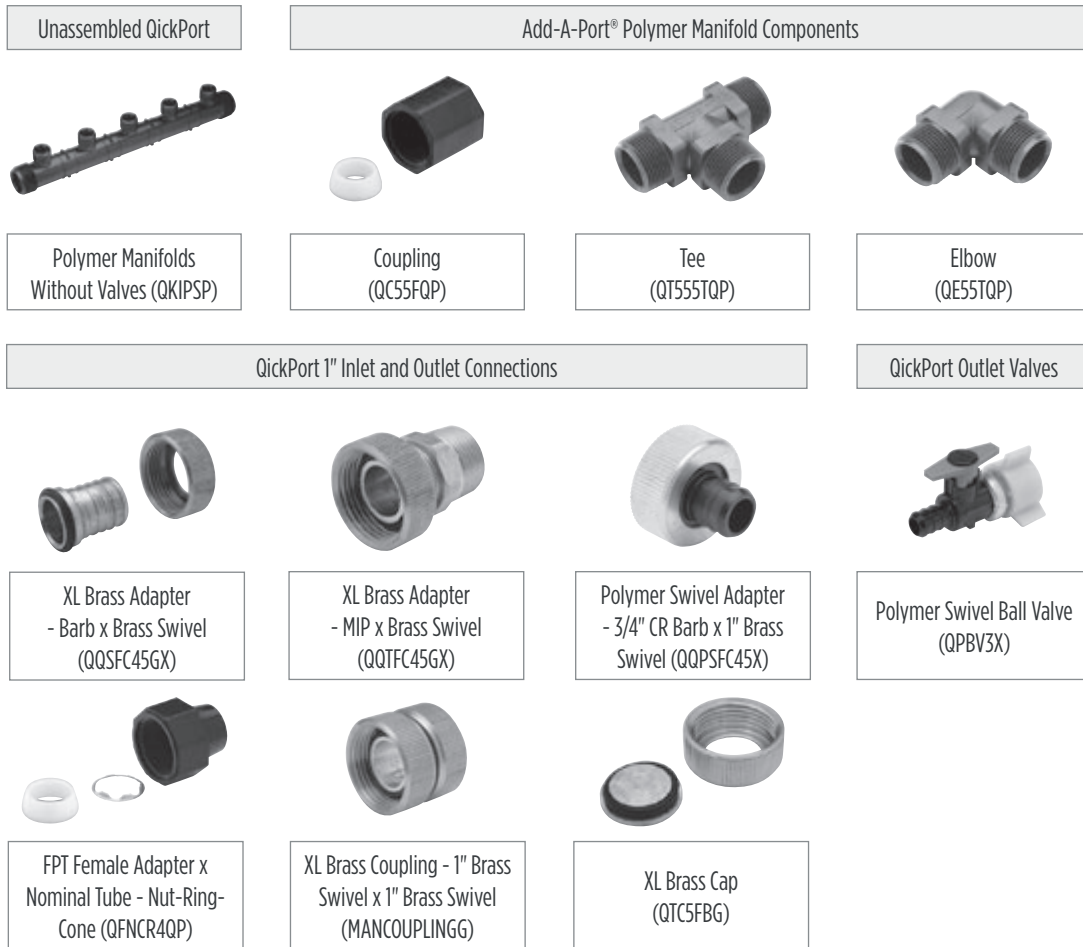 Unassembled QickPort
Add-A-Port® Polymer Manifold Components
Polymer Manifolds
Without Valves (QKIPSP)
Coupling
(QC55FQP)
Tee
(QT555TQP)
Elbow
(QE55TQP)
QickPort 1" Inlet and Outlet Connections
QickPort Outlet Valves
XL Brass Adapter
- Barb x Brass Swivel
(QQSFC45GX)
XL Brass Adapter
- MIP x Brass Swivel
(QQTFC45GX)
Polymer Swivel Adapter
- 3/4" CR Barb x 1" Brass
Swivel (QQPSFC45X)
Polymer Swivel Ball Valve
(QPBV3X)
FPT Female Adapter x
Nominal Tube - Nut-Ring-
Cone (QFNCR4QP)
XL Brass Coupling - 1" Brass
Swivel x 1" Brass Swivel
(MANCOUPLINGG)
XL Brass Cap
(QTC5FBG)